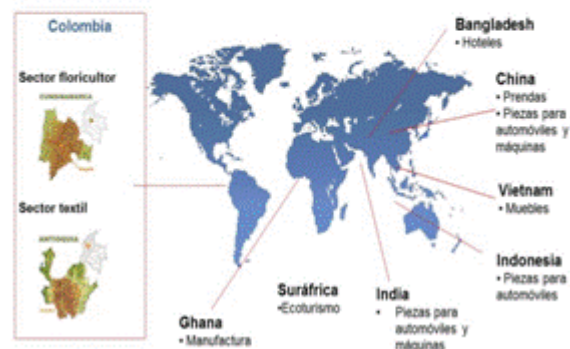 Colombia
Sector floricultor
CUNDINAMARCA
Sector textil
ANTIOQUIA
Bangladesh
• Hoteles
China
• Prendas
• Piezas para
automóviles y
máquinas
Vietnam
• Muebles
Indonesia
• Piezas para
automóviles
India
• Piezas para
automóviles y
máquinas
Suráfrica
•Ecoturismo
Ghana
• Manufactura